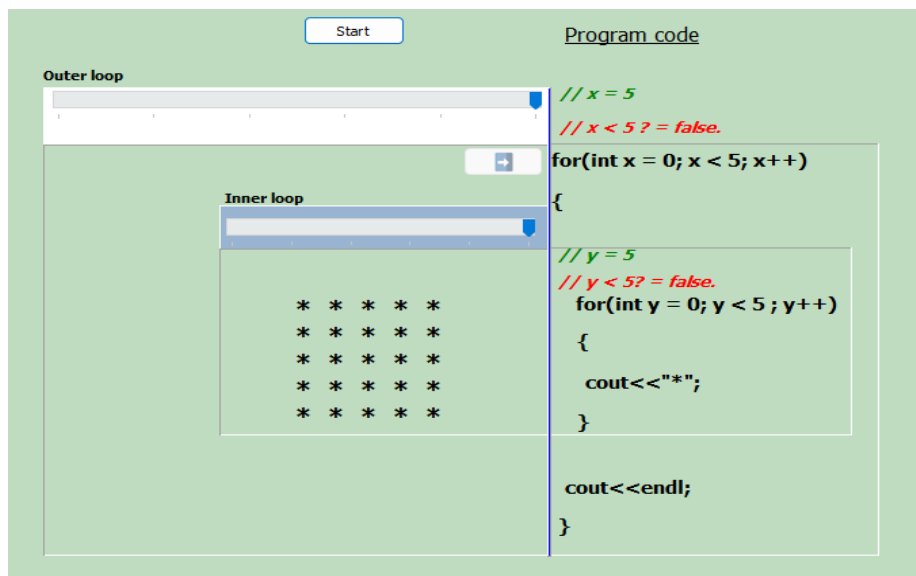 Start
Program code
Outer loop
// x = 5
// x < 5 ? = false.
for(int x = 0; x < 5; x++)
Inner loop
{
// y = 5
// y < 5? = false.
for(int y = 0; y < 5 ; y++)
* * * * *
* * * * *
{
* * * * *
cout<<"*";
* * * * *
* * * * *
}
cout<<endl;
}